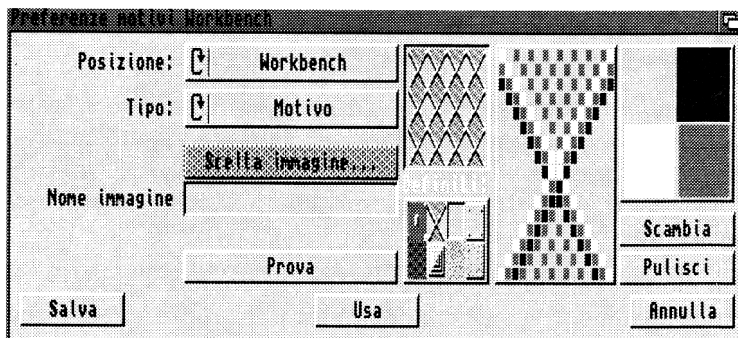 Preferenze motivi Workbench
Posizione: Workbench
Tipo: Motivo
Scelta immagine...
Nome immagine
Prova
Scambia
Pulisci
Salva
Usa
Annulla